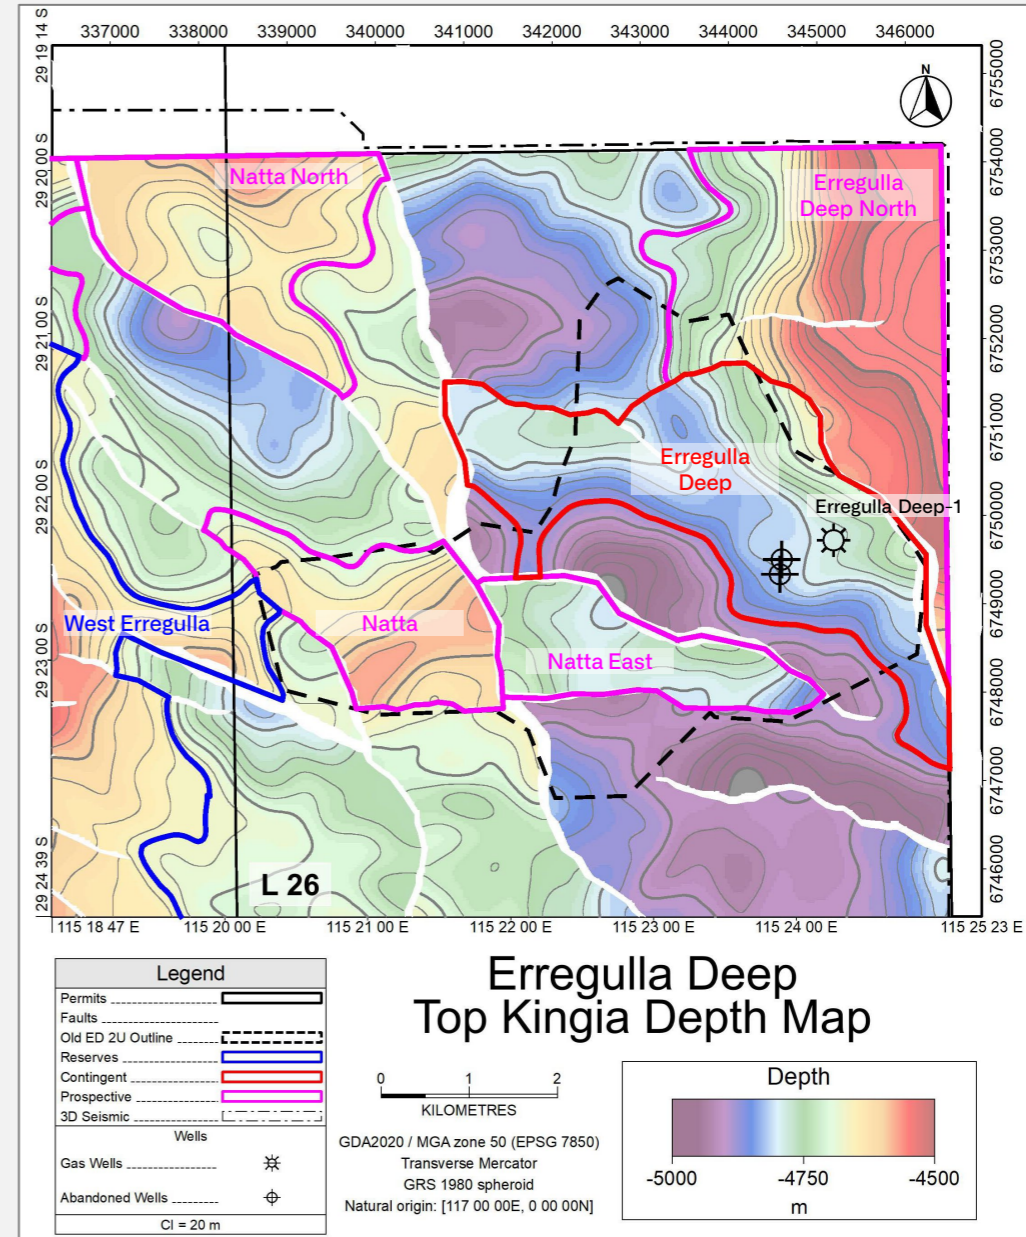 337000 338000 339000 340000 341000 342000 343000 344000 345000 346000
29 19 14 S
29 20 00 S
29 21 00 S
29 22 00 S
29 23 00 S
29 24 39 S
6755000
6754000
6753000
6752000
6751000
6750000
6749000
6748000
6747000
6746000
N
Natta North
Erregulla
Deep North
Erregulla
Deep
Erregulla Deep-1
West Erregulla
Natta
Natta East
L 26
115 18 47 E 115 20 00 E 115 21 00 E 115 22 00 E 115 23 00 E 115 24 00 E 115 25 23 E
Legend
Permits
Faults
Old ED 2U Outline
Reserves
Contingent
Prospective
3D Seismic
Wells
Gas Wells
Abandoned Wells
CI = 20 m
Erregulla Deep
Top Kingia Depth Map
0 1 2
KILOMETRES
GDA2020 / MGA zone 50 (EPSG 7850)
Transverse Mercator
GRS 1980 spheroid
Natural origin: [117 00 00E, 0 00 00N]
Depth
-5000 -4750 -4500
m